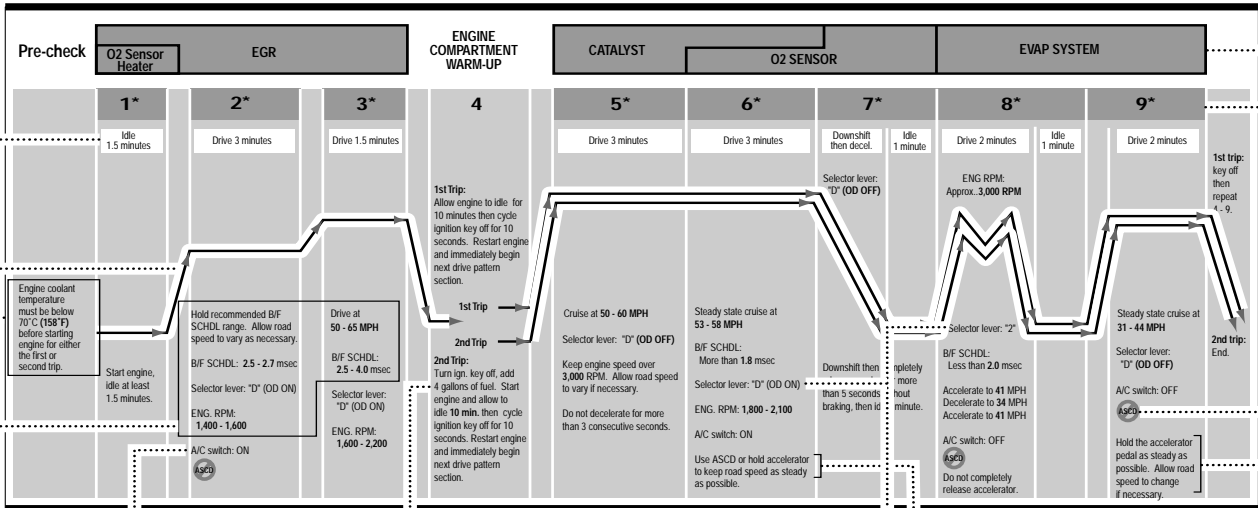 Pre-check
O2 Sensor
Heater
EGR
ENGINE
COMPARTMENT
WARM-UP
CATALYST
O2 SENSOR
EVAP SYSTEM
1*
2*
3*
4
5*
6*
7*
8*
9*
Idle
1.5 minutes
Drive 3 minutes
Drive 1.5 minutes
Drive 3 minutes
Drive 3 minutes
Downshift
then decel.
Idle
1 minute
Drive 2 minutes
Idle
1 minute
Drive 2 minutes
Engine coolant
temperature
must be below
70˚C (158˚F)
before starting
engine for either
the first or
second trip.
Start engine,
idle at least
1.5 minutes.
Hold recommended B/F
SCHDL range. Allow road
speed to vary as necessary.
B/F SCHDL: 2.5 - 2.7 msec
Selector lever: "D" (OD ON)
ENG. RPM:
1,400 - 1,600
A/C switch: ON
ASCD
Drive at
50 - 65 MPH
B/F SCHDL:
2.5 - 4.0 msec
Selector lever:
"D" (OD ON)
ENG. RPM:
1,600 - 2,200
1st Trip:
Allow engine to idle for
10 minutes then cycle
ignition key off for 10
seconds. Restart engine
and immediately begin
next drive pattern
section.
1st Trip
2nd Trip
2nd Trip:
Turn ign. key off, add
4 gallons of fuel. Start
engine and allow to
idle 10 min. then cycle
ignition key off for 10
seconds. Restart engine
and immediately begin
next drive pattern
section.
Cruise at 50 - 60 MPH
Selector lever: "D" (OD OFF)
Keep engine speed over
3,000 RPM. Allow road speed
to vary if necessary.
Do not decelerate for more
than 3 consecutive seconds.
Steady state cruise at
53 - 58 MPH
B/F SCHDL:
More than 1.8 msec
Selector lever: "D" (OD ON)
ENG. RPM: 1,800 - 2,100
A/C switch: ON
Use ASCD or hold accelerator
to keep road speed as steady
as possible.
Selector lever:
"D" (OD OFF)
Downshift then
more
than 5 seconds
braking, then minute.
ENG RPM:
Approx..3,000 RPM
Selector lever: "2"
B/F SCHDL:
Less than 2.0 msec
Accelerate to 41 MPH
Decelerate to 34 MPH
Accelerate to 41 MPH
A/C switch: OFF
ASCD
Do not completely
release accelerator.
Steady state cruise at
31 - 44 MPH
Selector lever:
"D" (OD OFF)
A/C switch: OFF
ASCD
Hold the accelerator
pedal as steady as
possible. Allow road
speed to change
if necessary.
1st trip:
key off
then
repeat
- 9.
2nd trip:
End.